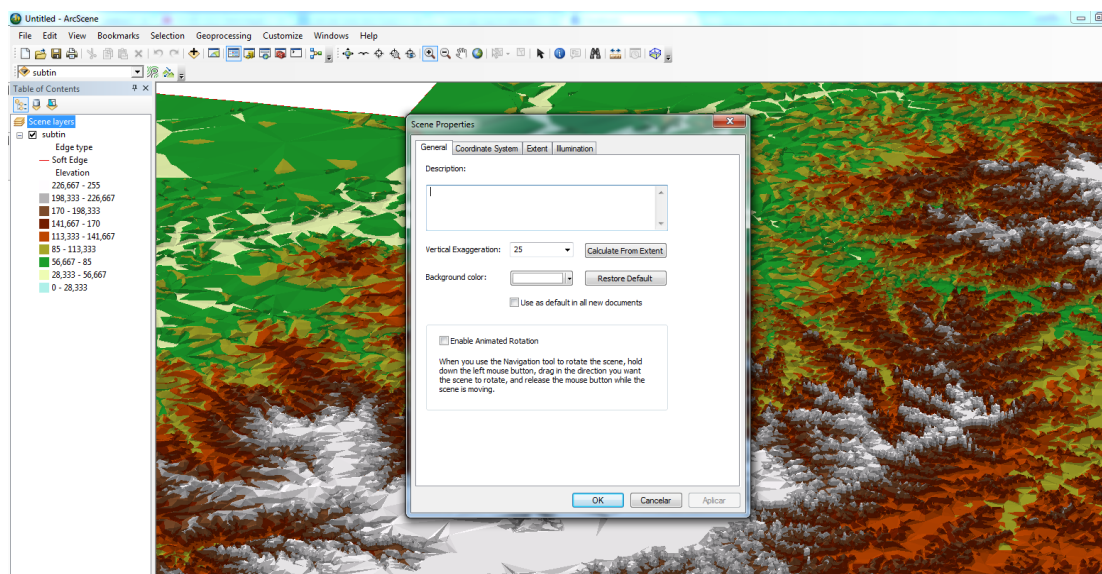 Untitled - ArcScene
File Edit View Bookmarks Selection Geoprocessing Customize Windows Help
subtin
Table of Contents
Scene layers
subtin
Edge type
Soft Edge
Elevation
226,667 - 255
198,333 - 226,667
170 - 198,333
141,667 - 170
113,333 - 141,667
85 - 113,333
56,667 - 85
28,333 - 56,667
0 - 28,333
Scene Properties
General Coordinate System Extent Illumination
Description:
Vertical Exaggeration: 25 Calculate From Extent
Background color: Restore Default
Use as default in all new documents
Enable Animated Rotation
When you use the Navigation tool to rotate the scene, hold
down the left mouse button, drag in the direction you want
the scene to rotate, and release the mouse button while the
scene is moving.
OK Cancelar Aplicar